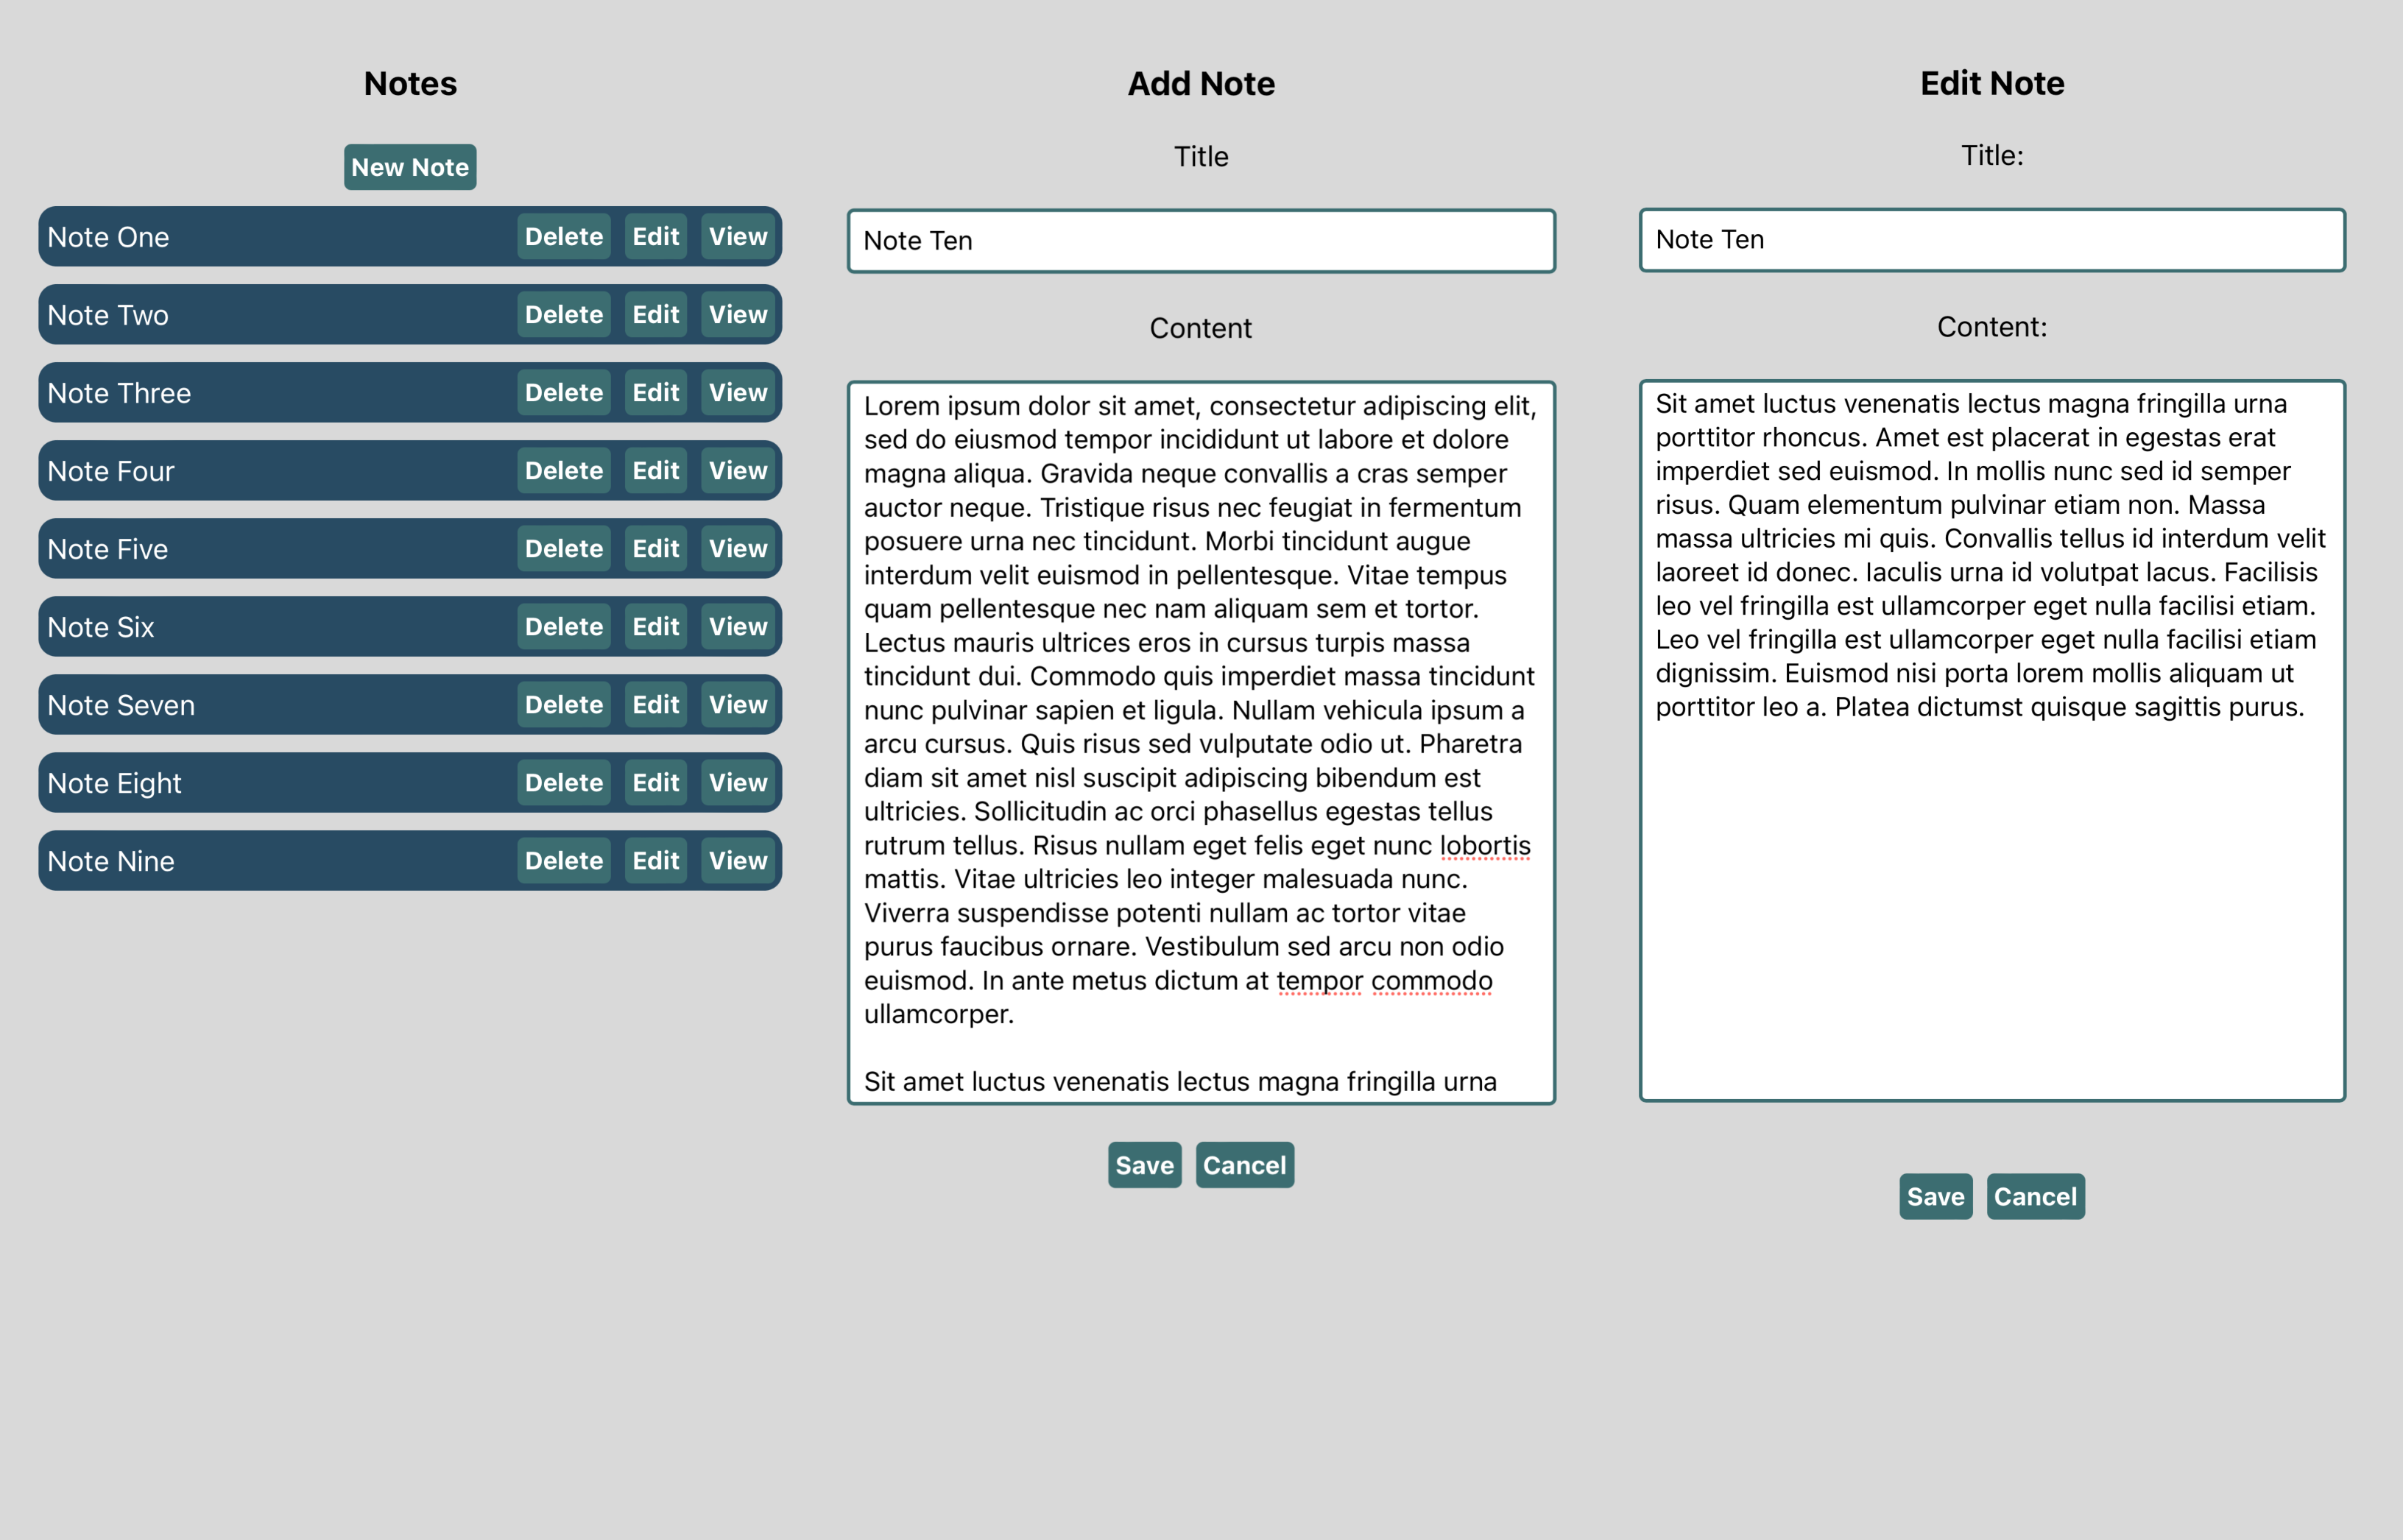 Notes
New Note
Note One Delete Edit View
Note Two Delete Edit View
Note Three Delete Edit View
Note Four Delete Edit View
Note Five Delete Edit View
Note Six Delete Edit View
Note Seven Delete Edit View
Note Eight Delete Edit View
Note Nine Delete Edit View
Add Note
Title
Note Ten
Content
Lorem ipsum dolor sit amet, consectetur adipiscing elit,
sed do eiusmod tempor incididunt ut labore et dolore
magna aliqua. Gravida neque convallis a cras semper
auctor neque. Tristique risus nec feugiat in fermentum
posuere urna nec tincidunt. Morbi tincidunt augue
interdum velit euismod in pellentesque. Vitae tempus
quam pellentesque nec nam aliquam sem et tortor.
Lectus mauris ultrices eros in cursus turpis massa
tincidunt dui. Commodo quis imperdiet massa tincidunt
nunc pulvinar sapien et ligula. Nullam vehicula ipsum a
arcu cursus. Quis risus sed vulputate odio ut. Pharetra
diam sit amet nisl suscipit adipiscing bibendum est
ultricies. Sollicitudin ac orci phasellus egestas tellus
rutrum tellus. Risus nullam eget felis eget nunc lobortis
mattis. Vitae ultricies leo integer malesuada nunc.
Viverra suspendisse potenti nullam ac tortor vitae
purus faucibus ornare. Vestibulum sed arcu non odio
euismod. In ante metus dictum at tempor commodo
ullamcorper.
Sit amet luctus venenatis lectus magna fringilla urna
Save Cancel
Edit Note
Title:
Note Ten
Content:
Sit amet luctus venenatis lectus magna fringilla urna
porttitor rhoncus. Amet est placerat in egestas erat
imperdiet sed euismod. In mollis nunc sed id semper
risus. Quam elementum pulvinar etiam non. Massa
massa ultricies mi quis. Convallis tellus id interdum velit
laoreet id donec. Iaculis urna id volutpat lacus. Facilisis
leo vel fringilla est ullamcorper eget nulla facilisi etiam.
Leo vel fringilla est ullamcorper eget nulla facilisi etiam
dignissim. Euismod nisi porta lorem mollis aliquam ut
porttitor leo a. Platea dictumst quisque sagittis purus.
Save Cancel